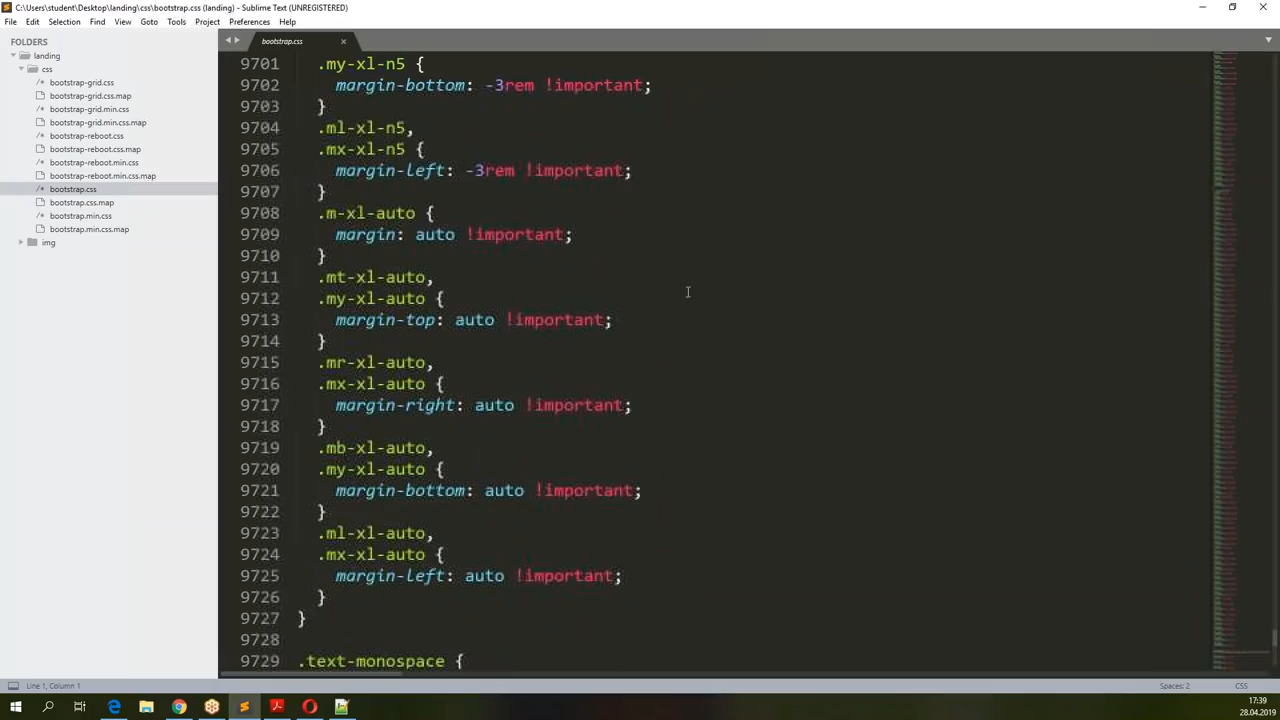 C:\Users\student\Desktop\landing\css\bootstrap.css (landing) - Sublime Text (UNREGISTERED)
File Edit Selection Find View Goto Tools Project Preferences Help
FOLDERS
landing
css
/* bootstrap-grid.css
bootstrap-grid.css.map
/* bootstrap-grid.min.css
bootstrap-grid.min.css.map
/* bootstrap-reboot.css
bootstrap-reboot.css.map
/* bootstrap-reboot.min.css
bootstrap-reboot.min.css.map
/* bootstrap.css
bootstrap.css.map
/* bootstrap.min.css
bootstrap.min.css.map
img
bootstrap.css
9701 .my-xl-n5 {
9702 margin-bottom: -3rem !important;
9703 }
9704 .ml-xl-n5,
9705 .mx-xl-n5 {
9706 margin-left: -3rem !important;
9707 }
9708 .m-xl-auto {
9709 margin: auto !important;
9710 }
9711 .mt-xl-auto,
9712 .my-xl-auto {
9713 margin-top: auto !important;
9714 }
9715 .mr-xl-auto,
9716 .mx-xl-auto {
9717 margin-right: auto !important;
9718 }
9719 .mb-xl-auto,
9720 .my-xl-auto {
9721 margin-bottom: auto !important;
9722 }
9723 .ml-xl-auto,
9724 .mx-xl-auto {
9725 margin-left: auto !important;
9726 }
9727 }
9728
9729 .text-monospace {
Line 1, Column 1
Spaces: 2
CSS
17:39
28.04.2019